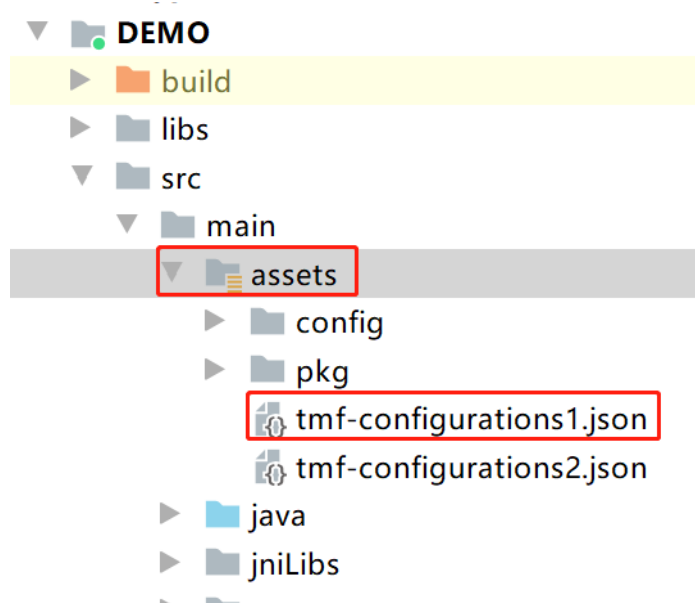 DEMO
build
libs
src
main
assets
config
pkg
tmf-configurations1.json
tmf-configurations2.json
java
jniLibs